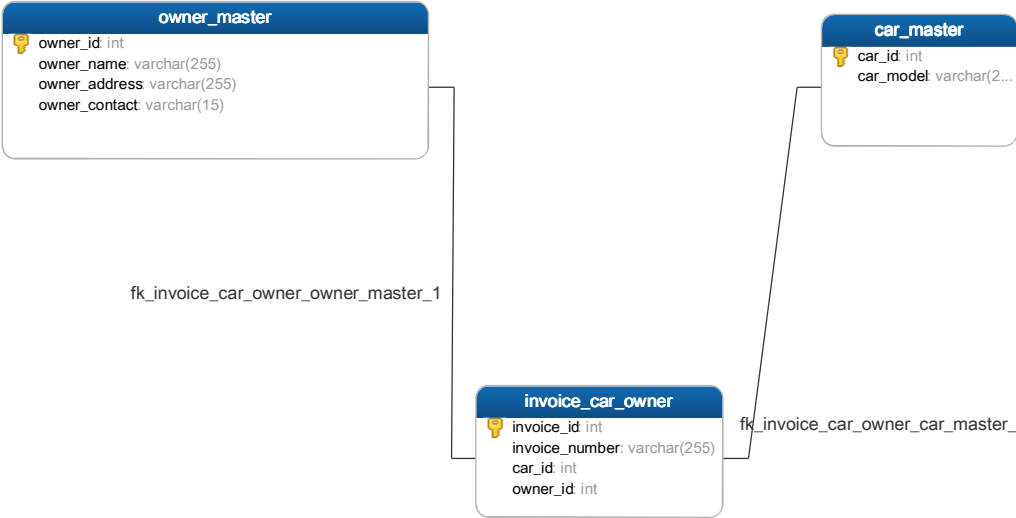 owner_master
owner_id: int
owner_name: varchar(255)
owner_address: varchar(255)
owner_contact: varchar(15)
car_master
car_id: int
car_model: varchar(2...
fk_invoice_car_owner_owner_master_1
invoice_car_owner
invoice_id: int
invoice_number: varchar(255)
car_id: int
owner_id: int
fk_invoice_car_owner_car_master_